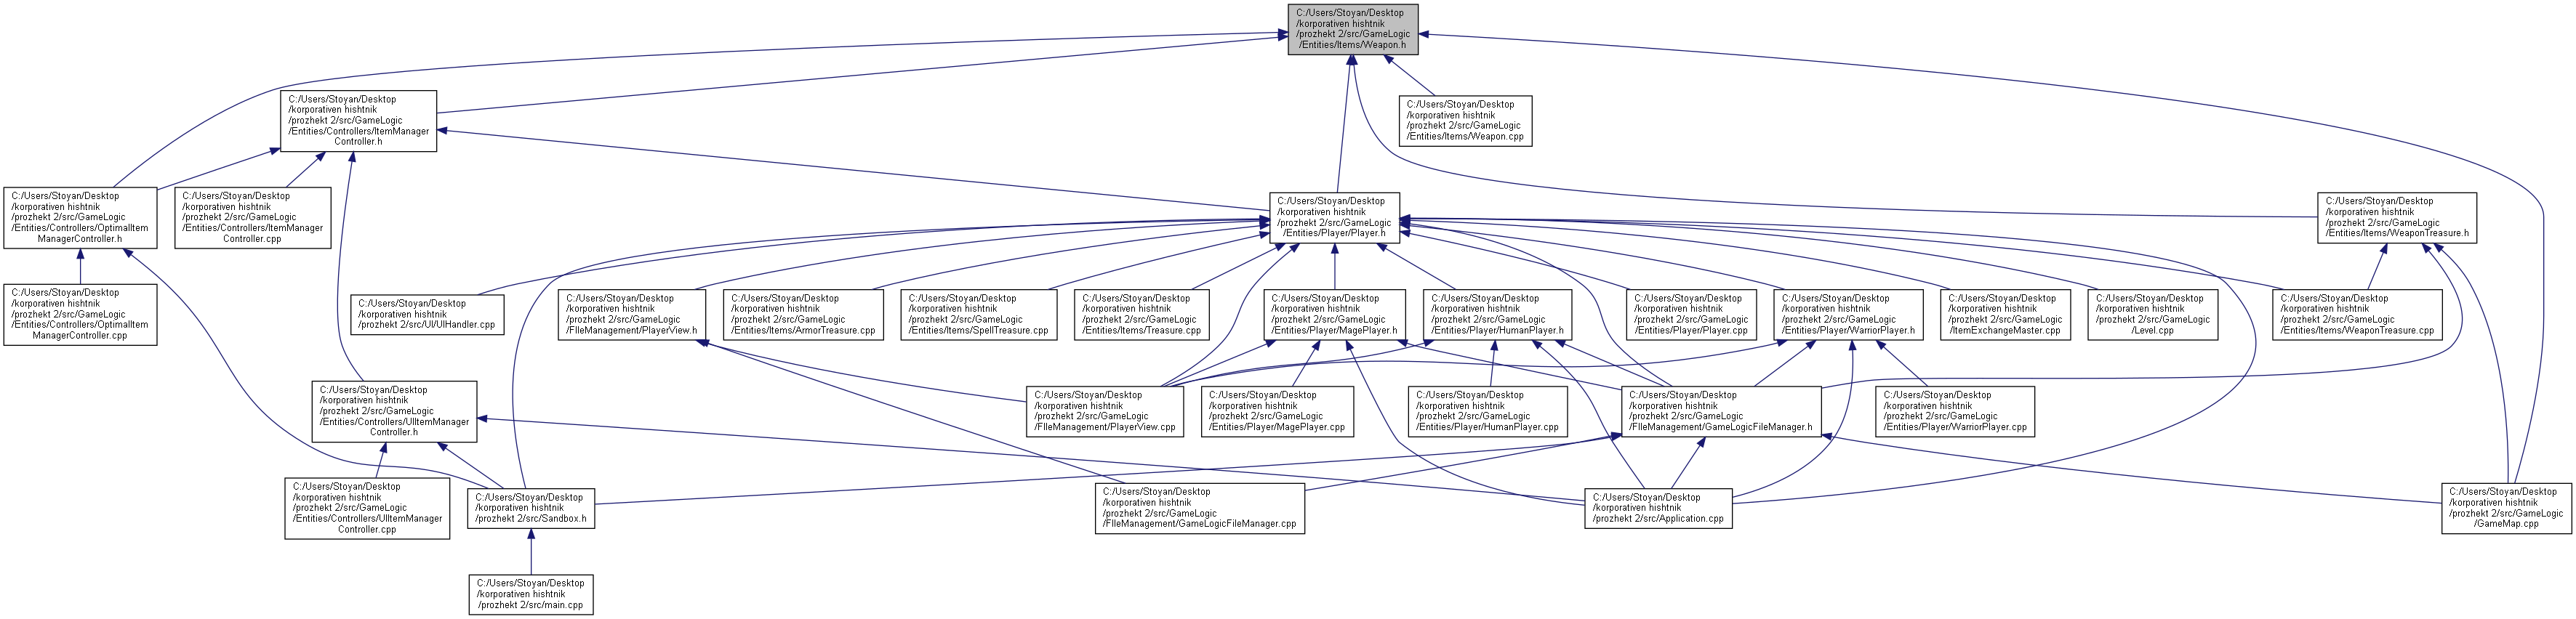 C:/Users/Stoyan/Desktop
/korporativen hishtnik
/prozhekt 2/src/GameLogic
/Entities/Items/Weapon.h
C:/Users/Stoyan/Desktop
/korporativen hishtnik
/prozhekt 2/src/GameLogic
/Entities/Controllers/ItemManager
Controller.h
C:/Users/Stoyan/Desktop
/korporativen hishtnik
/prozhekt 2/src/GameLogic
/Entities/Items/Weapon.cpp
C:/Users/Stoyan/Desktop
/korporativen hishtnik
/prozhekt 2/src/GameLogic
/Entities/Controllers/OptimalItem
ManagerController.h
C:/Users/Stoyan/Desktop
/korporativen hishtnik
/prozhekt 2/src/GameLogic
/Entities/Controllers/ItemManager
Controller.cpp
C:/Users/Stoyan/Desktop
/korporativen hishtnik
/prozhekt 2/src/GameLogic
/Entities/Player/Player.h
C:/Users/Stoyan/Desktop
/korporativen hishtnik
/prozhekt 2/src/GameLogic
/Entities/Items/WeaponTreasure.h
C:/Users/Stoyan/Desktop
/korporativen hishtnik
/prozhekt 2/src/GameLogic
/Entities/Controllers/OptimalItem
ManagerController.cpp
C:/Users/Stoyan/Desktop
/korporativen hishtnik
/prozhekt 2/src/UI/UIHandler.cpp
C:/Users/Stoyan/Desktop
/korporativen hishtnik
/prozhekt 2/src/GameLogic
/FIleManagement/PlayerView.h
C:/Users/Stoyan/Desktop
/korporativen hishtnik
/prozhekt 2/src/GameLogic
/Entities/Items/ArmorTreasure.cpp
C:/Users/Stoyan/Desktop
/korporativen hishtnik
/prozhekt 2/src/GameLogic
/Entities/Items/SpellTreasure.cpp
C:/Users/Stoyan/Desktop
/korporativen hishtnik
/prozhekt 2/src/GameLogic
/Entities/Items/Treasure.cpp
C:/Users/Stoyan/Desktop
/korporativen hishtnik
/prozhekt 2/src/GameLogic
/Entities/Player/MagePlayer.h
C:/Users/Stoyan/Desktop
/korporativen hishtnik
/prozhekt 2/src/GameLogic
/Entities/Player/HumanPlayer.h
C:/Users/Stoyan/Desktop
/korporativen hishtnik
/prozhekt 2/src/GameLogic
/Entities/Player/Player.cpp
C:/Users/Stoyan/Desktop
/korporativen hishtnik
/prozhekt 2/src/GameLogic
/Entities/Player/WarriorPlayer.h
C:/Users/Stoyan/Desktop
/korporativen hishtnik
/prozhekt 2/src/GameLogic
/ItemExchangeMaster.cpp
C:/Users/Stoyan/Desktop
/korporativen hishtnik
/prozhekt 2/src/GameLogic
/Level.cpp
C:/Users/Stoyan/Desktop
/korporativen hishtnik
/prozhekt 2/src/GameLogic
/Entities/Items/WeaponTreasure.cpp
C:/Users/Stoyan/Desktop
/korporativen hishtnik
/prozhekt 2/src/GameLogic
/Entities/Controllers/UIItemManager
Controller.h
C:/Users/Stoyan/Desktop
/korporativen hishtnik
/prozhekt 2/src/GameLogic
/FIleManagement/PlayerView.cpp
C:/Users/Stoyan/Desktop
/korporativen hishtnik
/prozhekt 2/src/GameLogic
/Entities/Player/MagePlayer.cpp
C:/Users/Stoyan/Desktop
/korporativen hishtnik
/prozhekt 2/src/GameLogic
/Entities/Player/HumanPlayer.cpp
C:/Users/Stoyan/Desktop
/korporativen hishtnik
/prozhekt 2/src/GameLogic
/FIleManagement/GameLogicFileManager.h
C:/Users/Stoyan/Desktop
/korporativen hishtnik
/prozhekt 2/src/GameLogic
/Entities/Player/WarriorPlayer.cpp
C:/Users/Stoyan/Desktop
/korporativen hishtnik
/prozhekt 2/src/GameLogic
/Entities/Controllers/UIItemManager
Controller.cpp
C:/Users/Stoyan/Desktop
/korporativen hishtnik
/prozhekt 2/src/Sandbox.h
C:/Users/Stoyan/Desktop
/korporativen hishtnik
/prozhekt 2/src/GameLogic
/FIleManagement/GameLogicFileManager.cpp
C:/Users/Stoyan/Desktop
/korporativen hishtnik
/prozhekt 2/src/Application.cpp
C:/Users/Stoyan/Desktop
/korporativen hishtnik
/prozhekt 2/src/GameLogic
/GameMap.cpp
C:/Users/Stoyan/Desktop
/korporativen hishtnik
/prozhekt 2/src/main.cpp